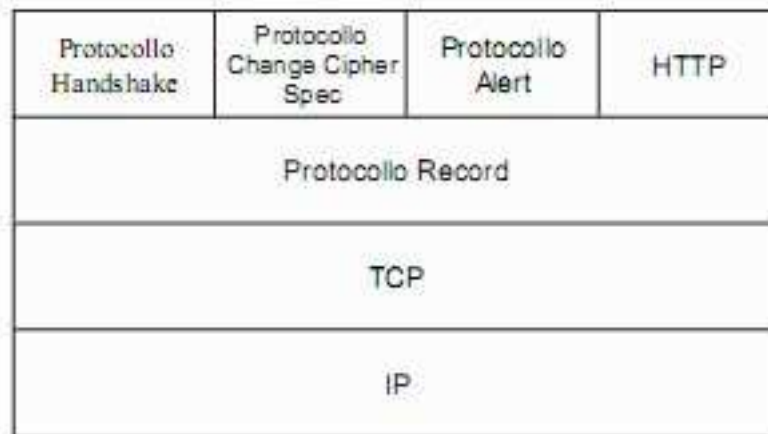 Protocollo
Handshake
Protocollo
Change Cipher
Spec
Protocollo
Alert
HTTP
Protocollo Record
TCP
IP